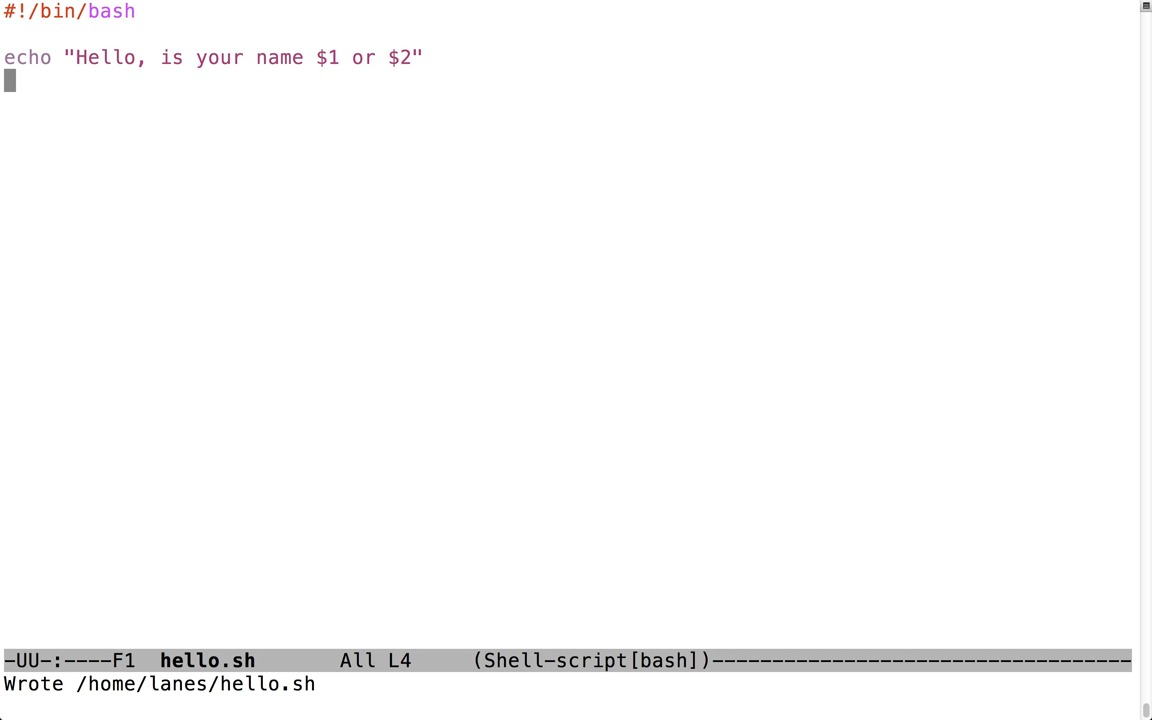 #!/bin/bash
echo "Hello, is your name $1 or $2"
-UU-:----F1  hello.sh       All L4     (Shell-script[bash])-----------------------------------
Wrote /home/lanes/hello.sh